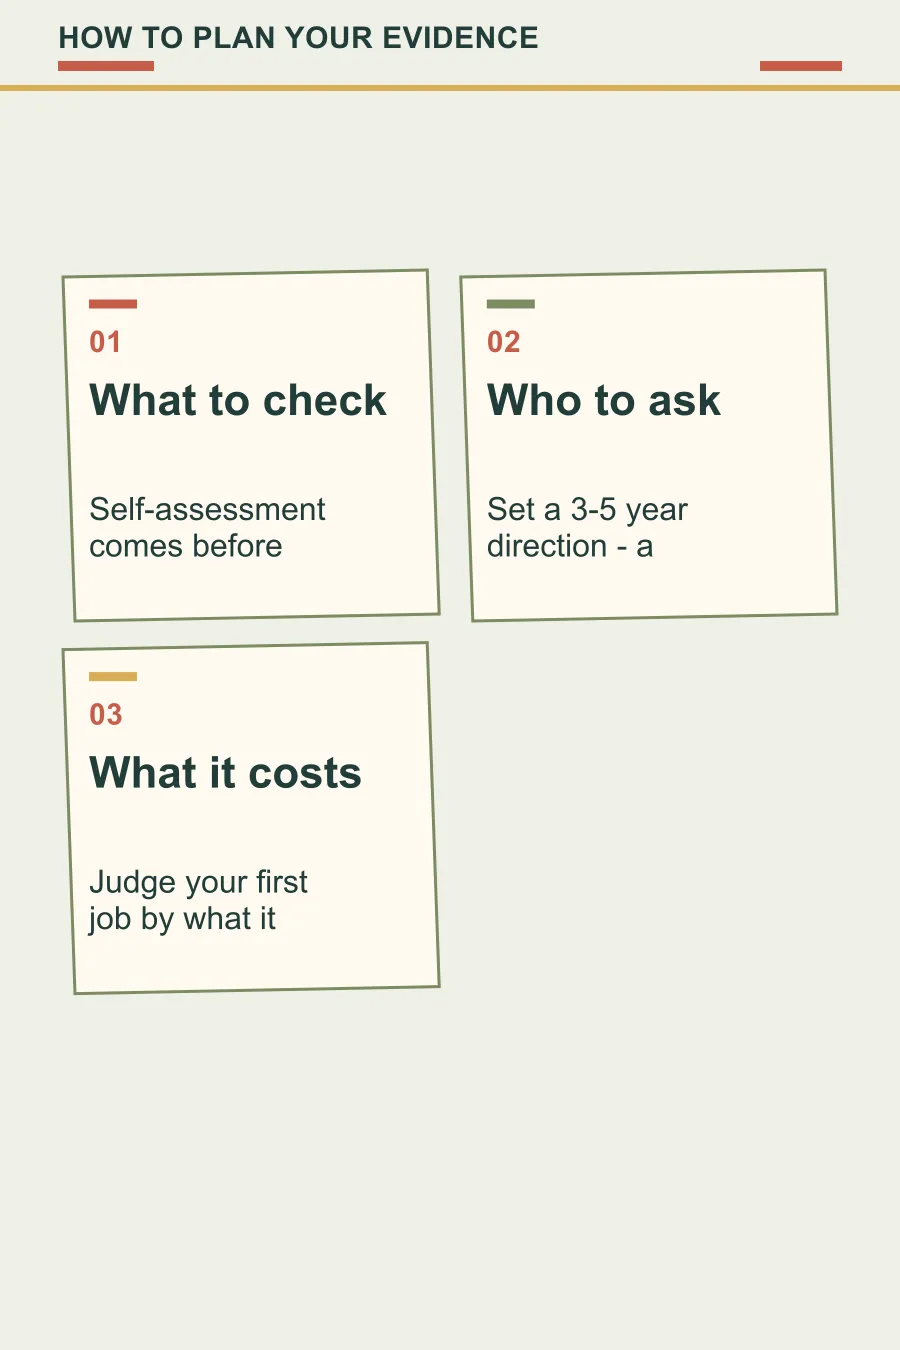 HOW TO PLAN YOUR EVIDENCE
01
What to check
Self-assessment
comes before
02
Who to ask
Set a 3-5 year
direction - a
03
What it costs
Judge your first
job by what it